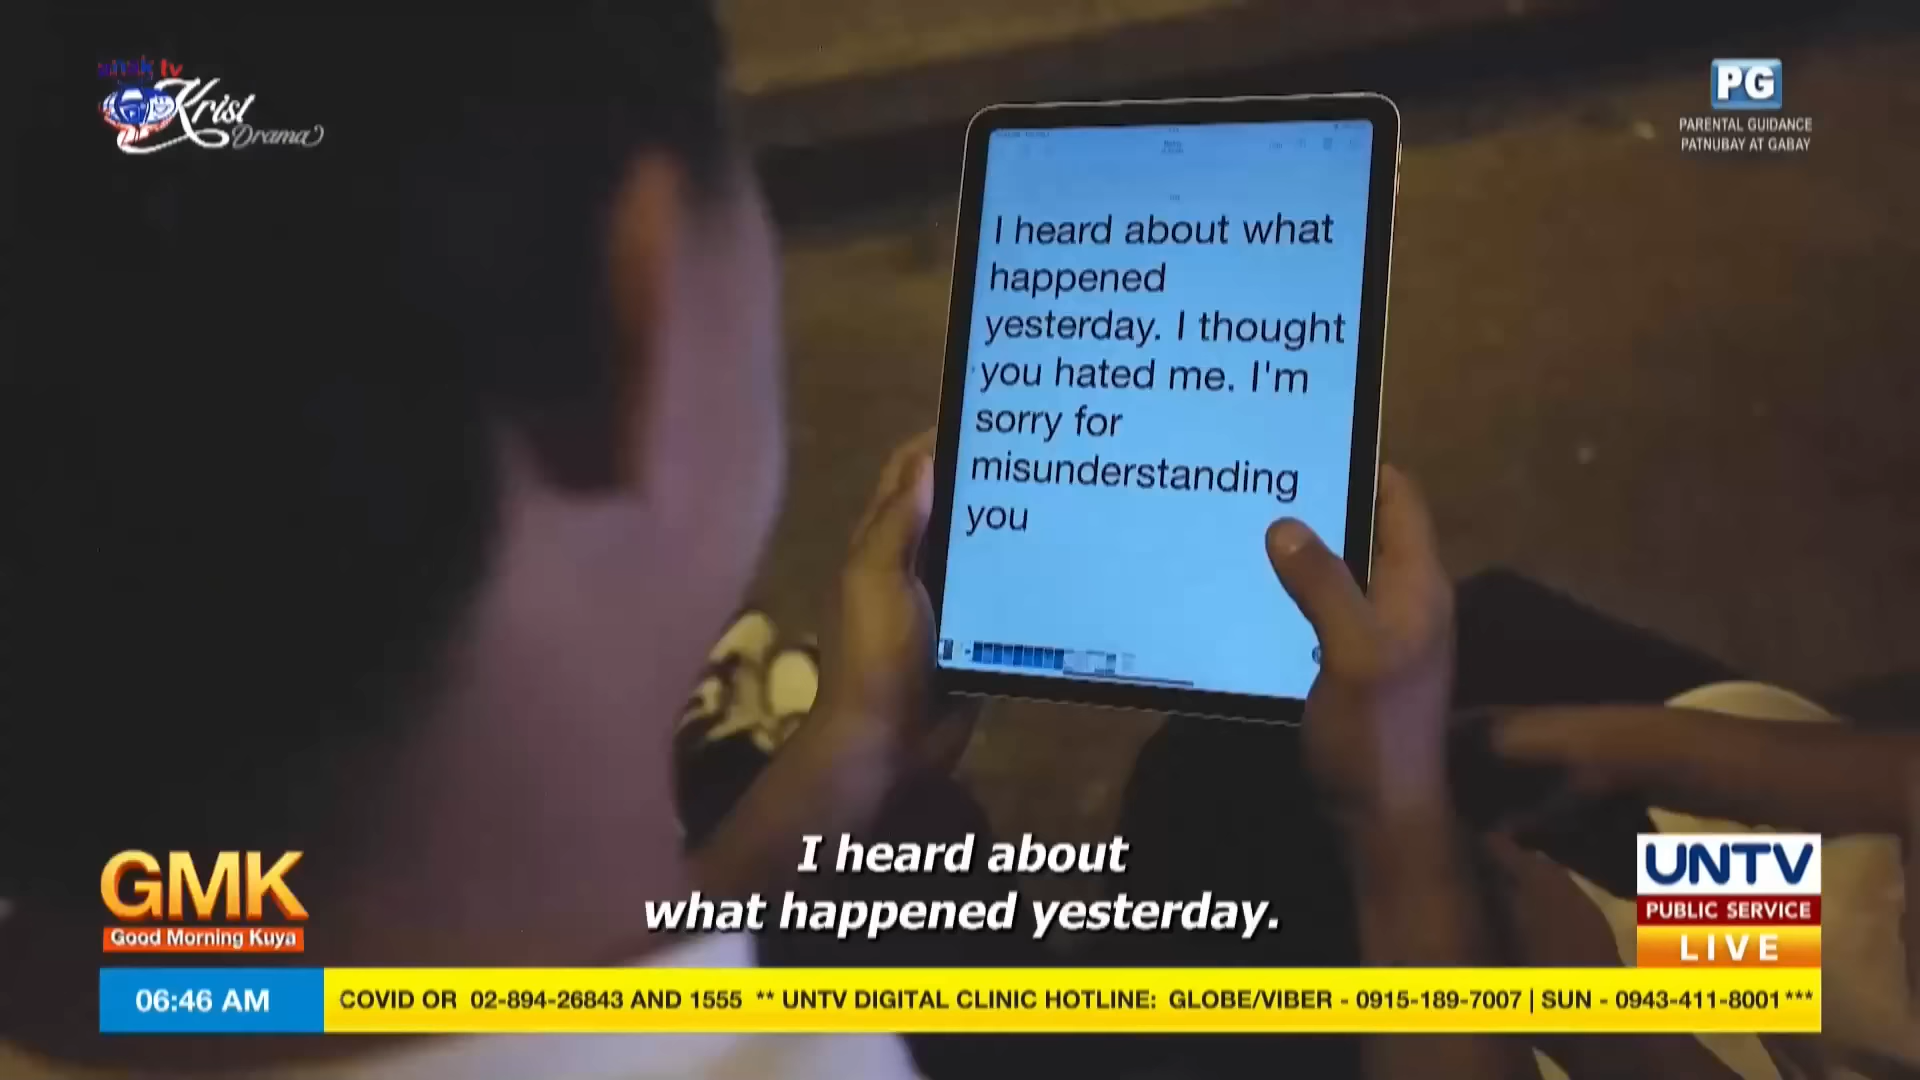 Krist
Drama
PG
PARENTAL GUIDANCE
PATNUBAY AT GABAY
I heard about what
happened
yesterday. I thought
you hated me. I'm
sorry for
misunderstanding
you
I heard about
what happened yesterday.
GMK
Good Morning Kuya
UNTV
PUBLIC SERVICE
LIVE
06:46 AM
COVID OR 02-894-26843 AND 1555 ** UNTV DIGITAL CLINIC HOTLINE: GLOBE/VIBER - 0915-189-7007 | SUN - 0943-411-8001***